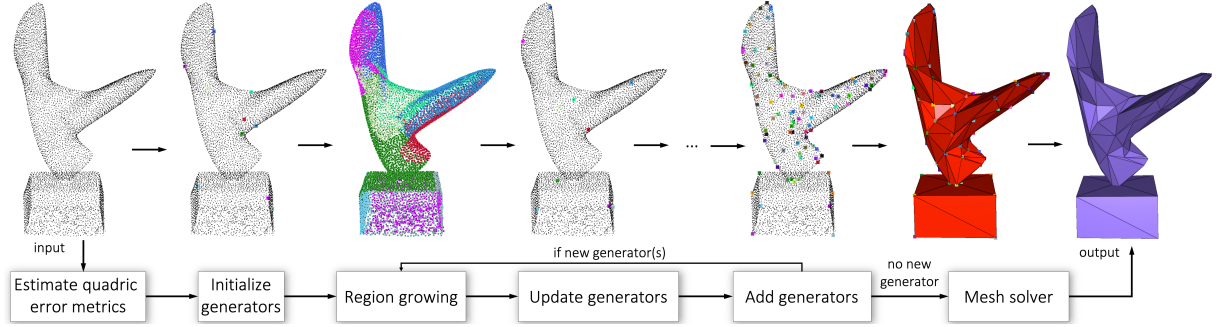 ...
input
if new generator(s)
no new
generator
output
Estimate quadric
error metrics
Initialize
generators
Region growing
Update generators
Add generators
Mesh solver